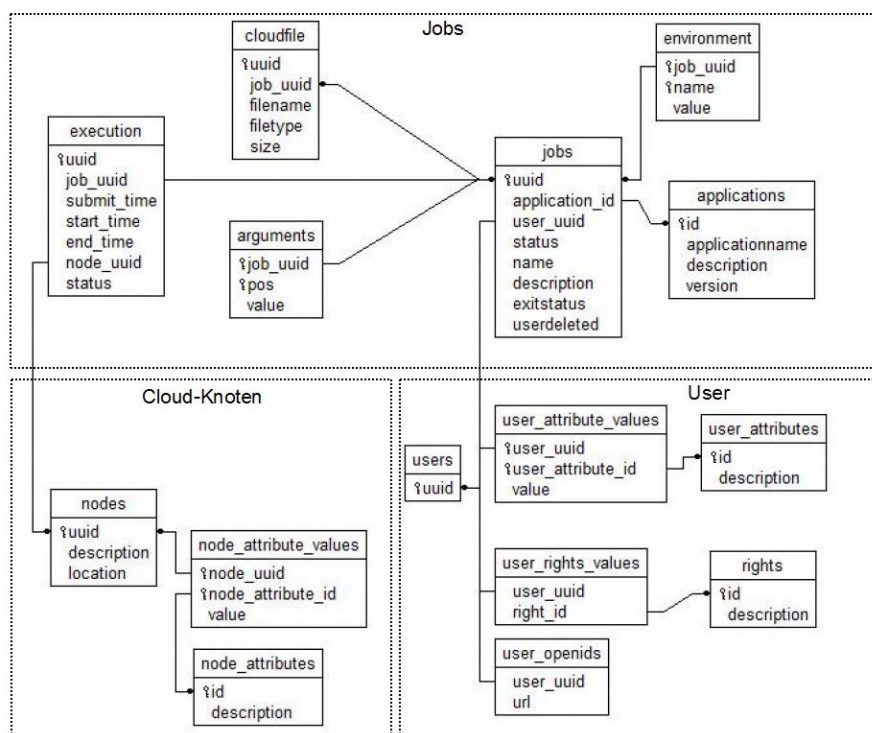 Jobs
cloudfile
uuid
job_uuid
filename
filetype
size
environment
job_uuid
name
value
execution
uuid
job_uuid
submit_time
start_time
end_time
node_uuid
status
arguments
job_uuid
pos
value
jobs
uuid
application_id
user_uuid
status
name
description
exitstatus
userdeleted
applications
id
applicationname
description
version
Cloud-Knoten
nodes
uuid
description
location
node_attribute_values
node_uuid
node_attribute_id
value
node_attributes
id
description
User
users
uuid
user_attribute_values
user_uuid
user_attribute_id
value
user_attributes
id
description
user_rights_values
user_uuid
right_id
rights
id
description
user_openids
user_uuid
url